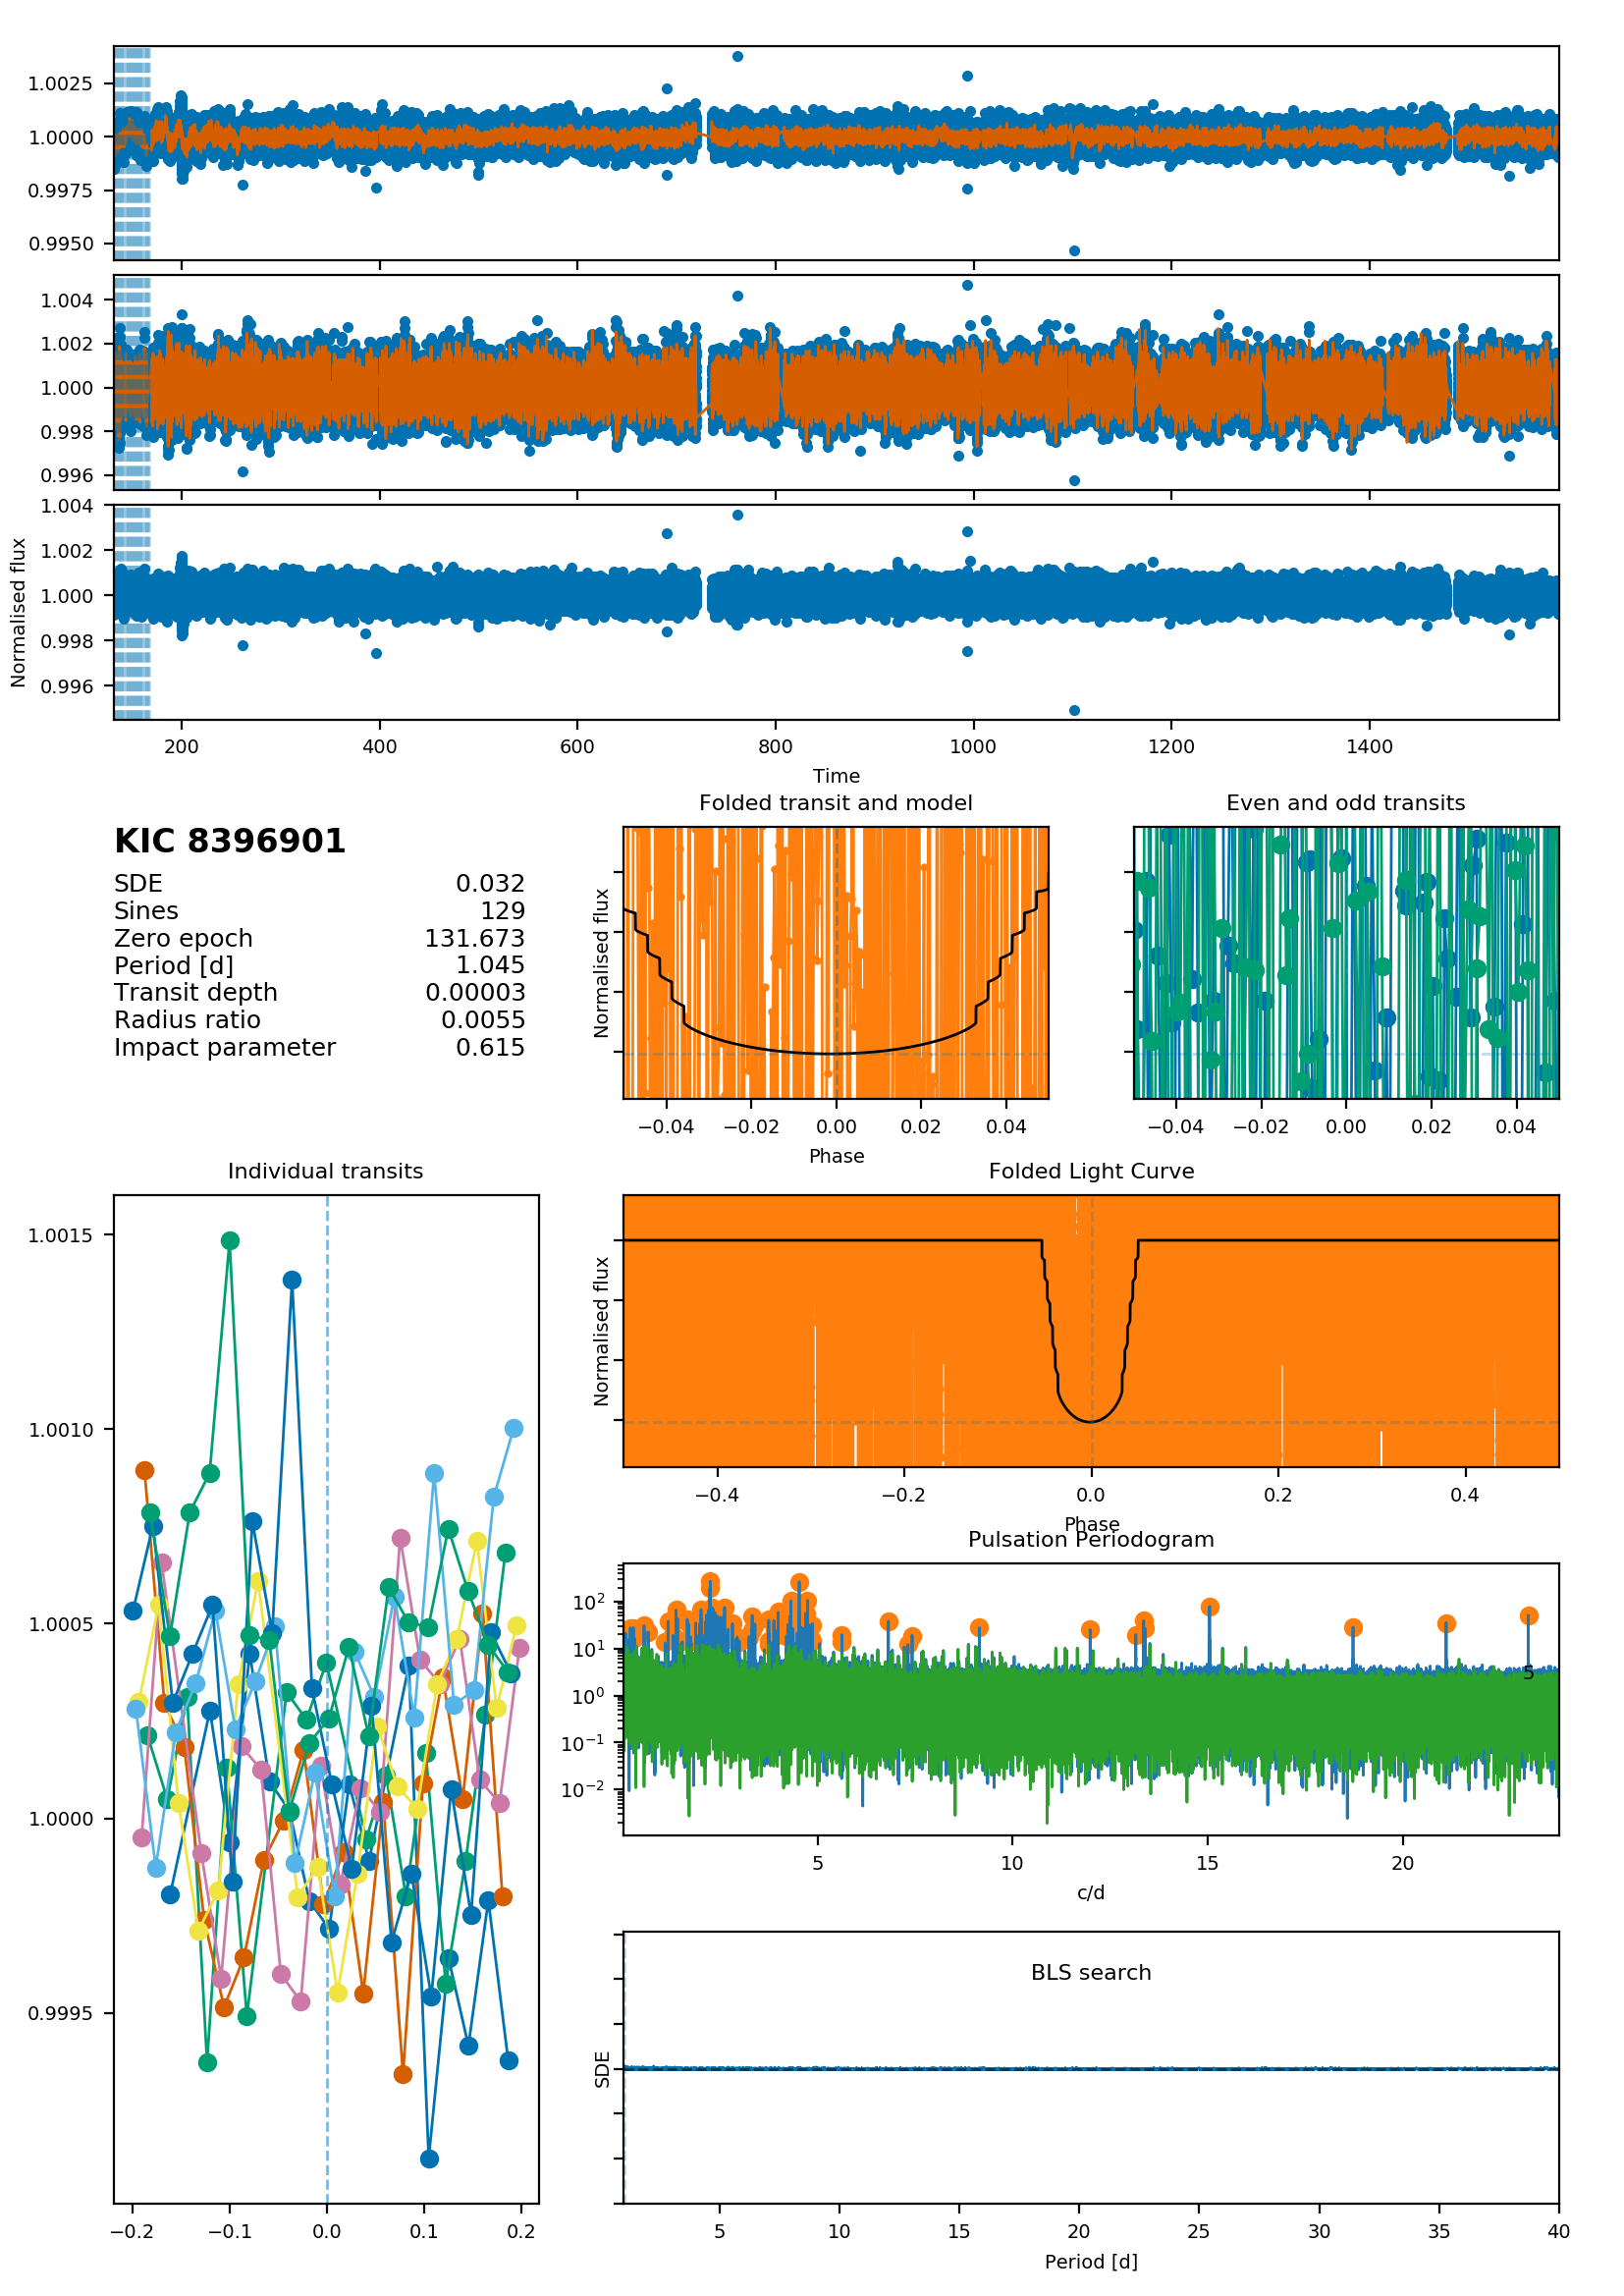 1.0025
1.0000
0.9975
0.9950
1.004
1.002
1.000
0.998
0.996
1.004
1.002
1.000
0.998
0.996
Normalised flux
200 400 600 800 1000 1200 1400
Time
KIC 8396901
SDE 0.032
Sines 129
Zero epoch 131.673
Period [d] 1.045
Transit depth 0.00003
Radius ratio 0.0055
Impact parameter 0.615
Folded transit and model
Normalised flux
−0.04 −0.02 0.00 0.02 0.04
Phase
Even and odd transits
−0.04 −0.02 0.00 0.02 0.04
Individual transits
1.0015
1.0010
1.0005
1.0000
0.9995
−0.2 −0.1 0.0 0.1 0.2
Folded Light Curve
Normalised flux
−0.4 −0.2 0.0 0.2 0.4
Phase
Pulsation Periodogram
10²
10¹
10⁰
10⁻¹
10⁻²
5
5 10 15 20
c/d
BLS search
SDE
5 10 15 20 25 30 35 40
Period [d]